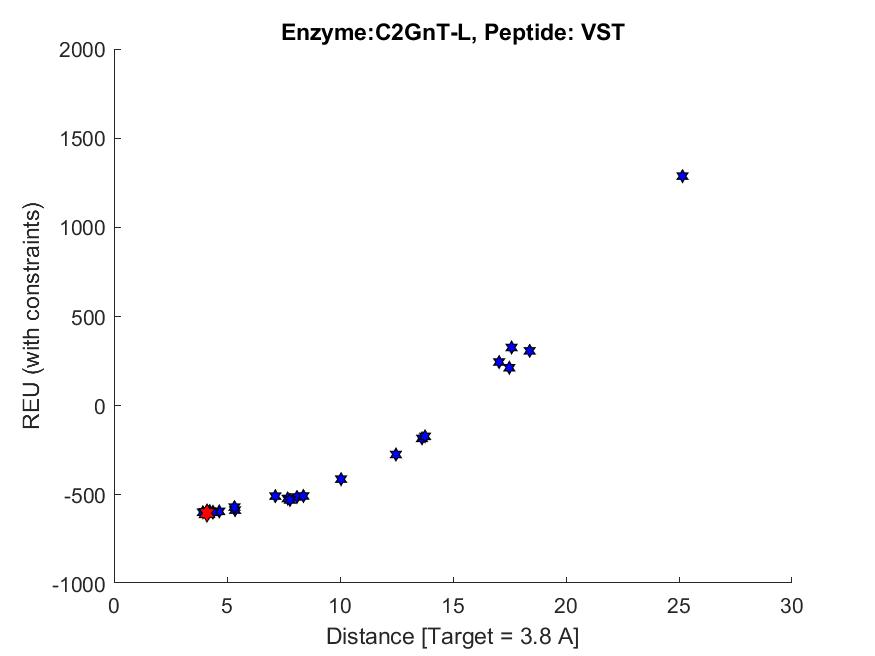 Enzyme:C2GnT-L, Peptide: VST
2000
1500
1000
500
0
-500
-1000
REU (with constraints)
0 5 10 15 20 25 30
Distance [Target = 3.8 A]